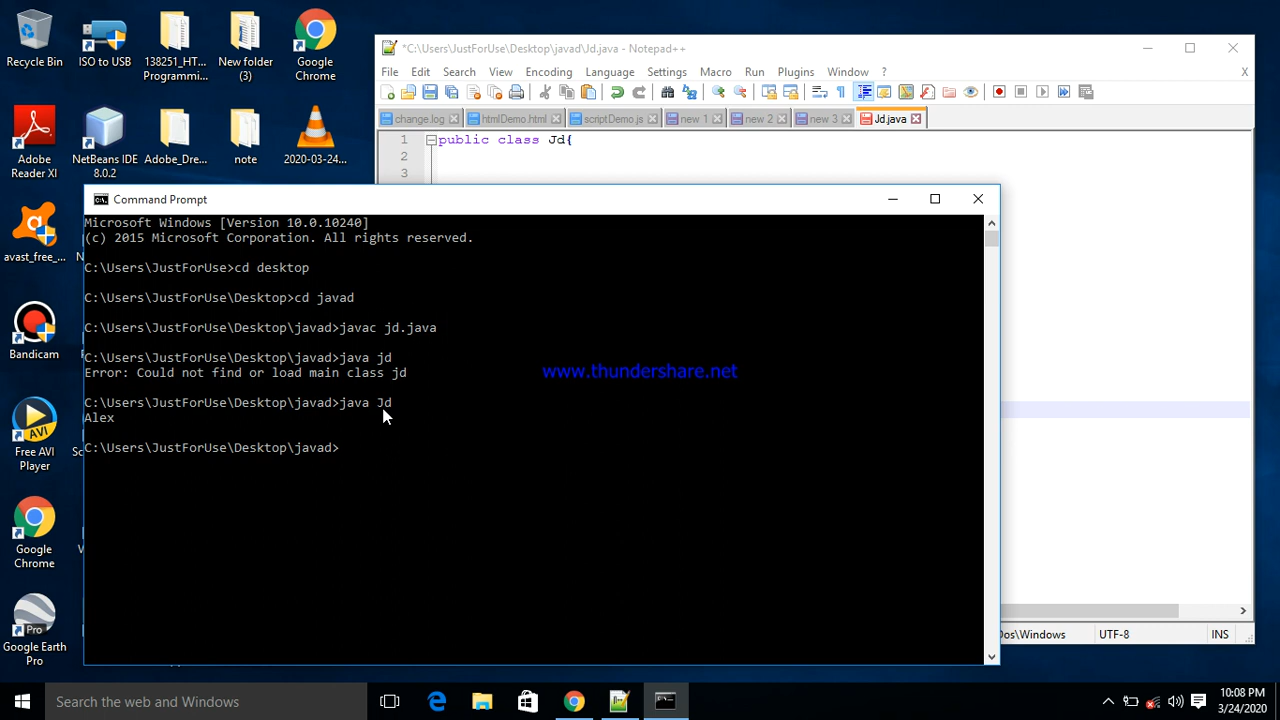 Recycle Bin
ISO to USB
138251_HT...
Programmi...
New folder
(3)
Google
Chrome
Adobe
Reader XI
NetBeans IDE
8.0.2
Adobe_Dre...
note
2020-03-24...
avast_free_...
Bandicam
Free AVI
Player
Google
Chrome
Google Earth
Pro
*C:\Users\JustForUse\Desktop\javad\Jd.java - Notepad++
File Edit Search View Encoding Language Settings Macro Run Plugins Window ?
X
change.log htmlDemo.html scriptDemo.js new 1 new 2 new 3 Jd.java
1 public class Jd{
2
3
Command Prompt
Microsoft Windows [Version 10.0.10240]
(c) 2015 Microsoft Corporation. All rights reserved.
C:\Users\JustForUse>cd desktop
C:\Users\JustForUse\Desktop>cd javad
C:\Users\JustForUse\Desktop\javad>javac jd.java
C:\Users\JustForUse\Desktop\javad>java jd
Error: Could not find or load main class jd
C:\Users\JustForUse\Desktop\javad>java Jd
Alex
C:\Users\JustForUse\Desktop\javad>
www.thundershare.net
Dos\Windows UTF-8 INS
Search the web and Windows
10:08 PM
3/24/2020